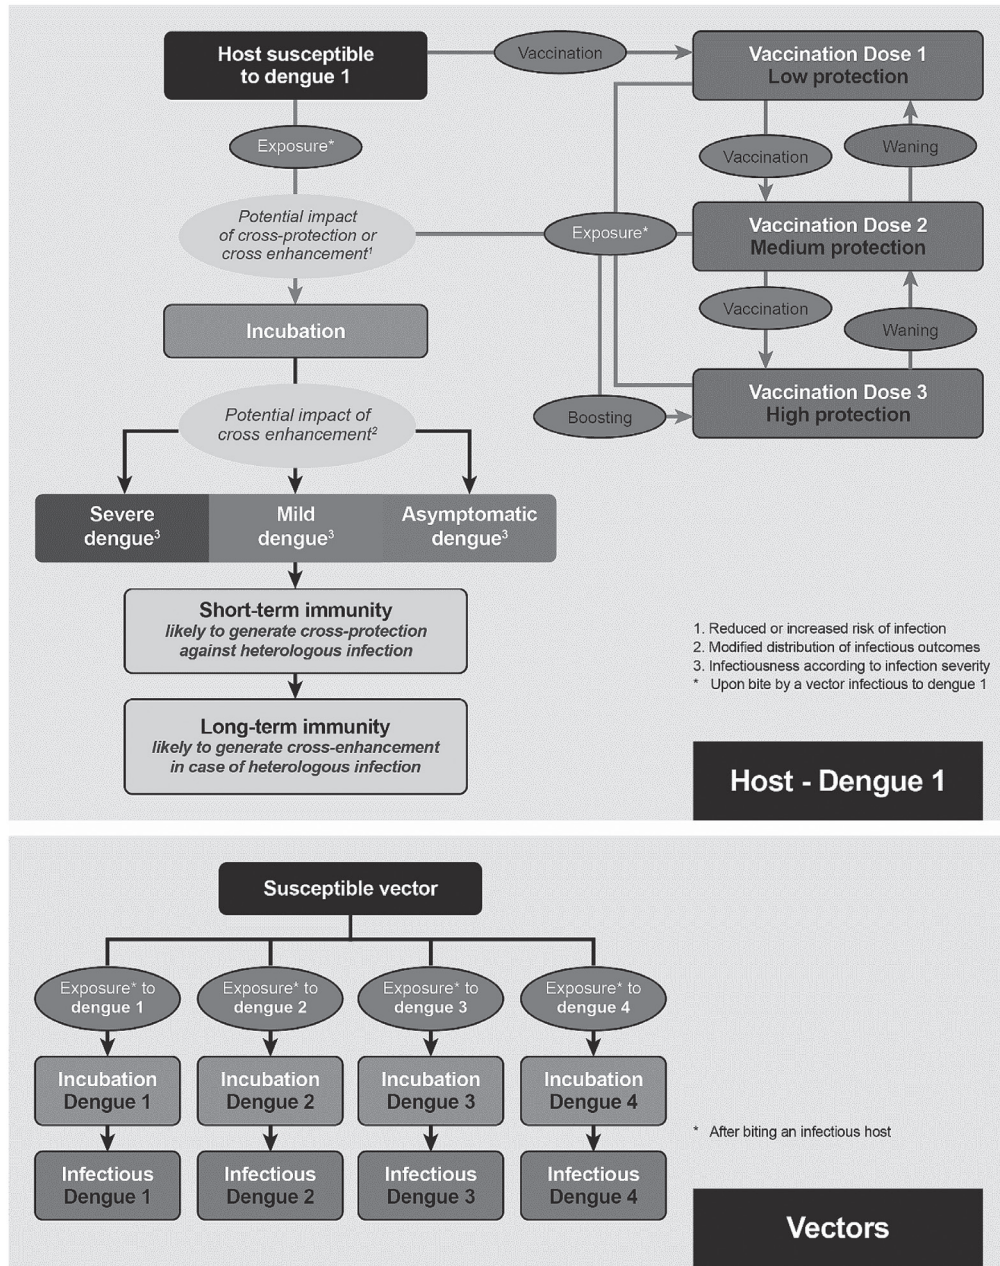 Host susceptible
to dengue 1
Vaccination
Vaccination Dose 1
Low protection
Exposure*
Vaccination
Waning
Potential impact
of cross-protection or
cross enhancement¹
Exposure*
Vaccination Dose 2
Medium protection
Incubation
Vaccination
Waning
Potential impact of
cross enhancement²
Boosting
Vaccination Dose 3
High protection
Severe
dengue³
Mild
dengue³
Asymptomatic
dengue³
Short-term immunity
likely to generate cross-protection
against heterologous infection
Long-term immunity
likely to generate cross-enhancement
in case of heterologous infection
1. Reduced or increased risk of infection
2. Modified distribution of infectious outcomes
3. Infectiousness according to infection severity
* Upon bite by a vector infectious to dengue 1
Host - Dengue 1
Susceptible vector
Exposure* to
dengue 1
Exposure* to
dengue 2
Exposure* to
dengue 3
Exposure* to
dengue 4
Incubation
Dengue 1
Incubation
Dengue 2
Incubation
Dengue 3
Incubation
Dengue 4
Infectious
Dengue 1
Infectious
Dengue 2
Infectious
Dengue 3
Infectious
Dengue 4
* After biting an infectious host
Vectors